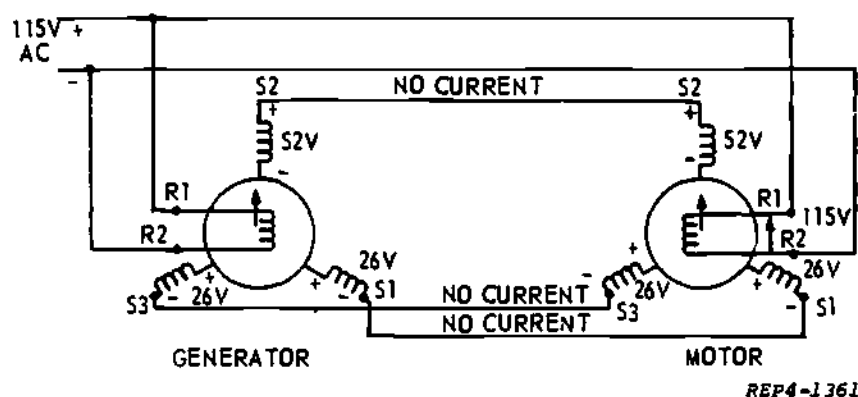 115V +
AC
-
NO CURRENT
S2
+
S2V
-
S2
+
52V
-
R1
R2
R1
115V
R2
26V
S1
+
-
26V
S3
-
+
NO CURRENT
NO CURRENT
-
+
26V
S3
26V
-
S1
GENERATOR
MOTOR
REP4-1361